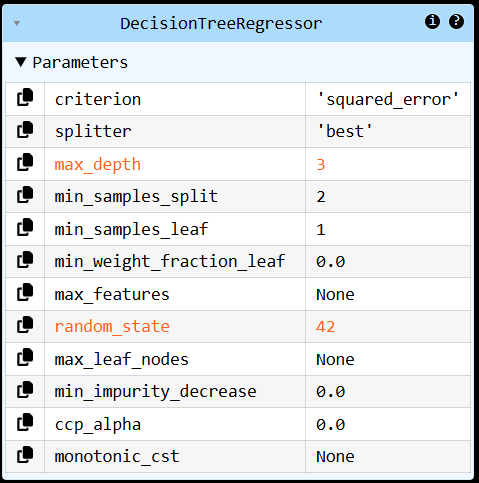 DecisionTreeRegressor i ?
Parameters
criterion 'squared_error'
splitter 'best'
max_depth 3
min_samples_split 2
min_samples_leaf 1
min_weight_fraction_leaf 0.0
max_features None
random_state 42
max_leaf_nodes None
min_impurity_decrease 0.0
ccp_alpha 0.0
monotonic_cst None